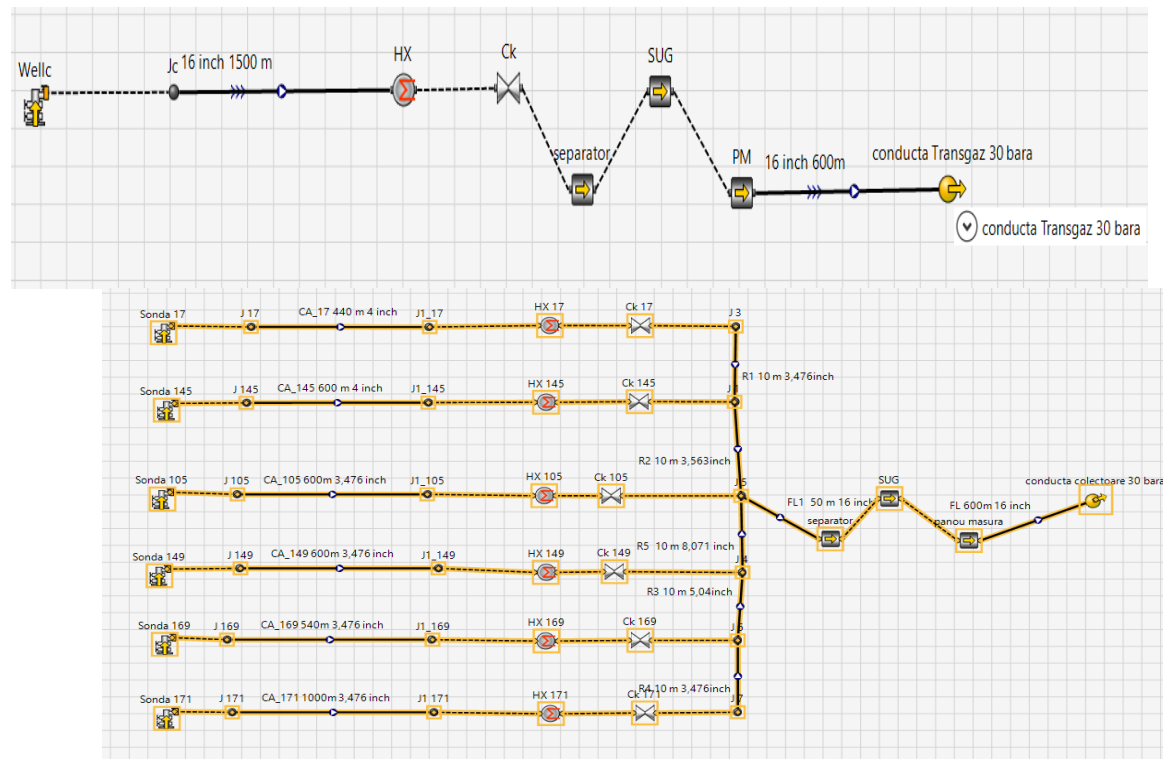 Wellc
Jc
16 inch 1500 m
HX
Ck
SUG
separator
PM
16 inch 600m
conducta Transgaz 30 bara
conducta Transgaz 30 bara
Sonda 17
J 17
CA_17 440 m 4 inch
J1_17
HX 17
Ck 17
J 3
R1 10 m 3,476inch
Sonda 145
J 145
CA_145 600 m 4 inch
J1_145
HX 145
Ck 145
R2 10 m 3,563inch
Sonda 105
J 105
CA_105 600m 3,476 inch
J1_105
HX 105
Ck 105
J5
FL1 50 m 16 inch
separator
SUG
FL 600m 16 inch
panou masura
conducta colectoare 30 bara
Sonda 149
J 149
CA_149 600m 3,476 inch
J1_149
HX 149
Ck 149
R5 10 m 8,071 inch
J 4
R3 10 m 5,04inch
Sonda 169
J 169
CA_169 540m 3,476 inch
J1_169
HX 169
Ck 169
J 6
Sonda 171
J 171
CA_171 1000m 3,476 inch
J1 171
HX 171
Ck 171
R4 10 m 3,476inch
J 7